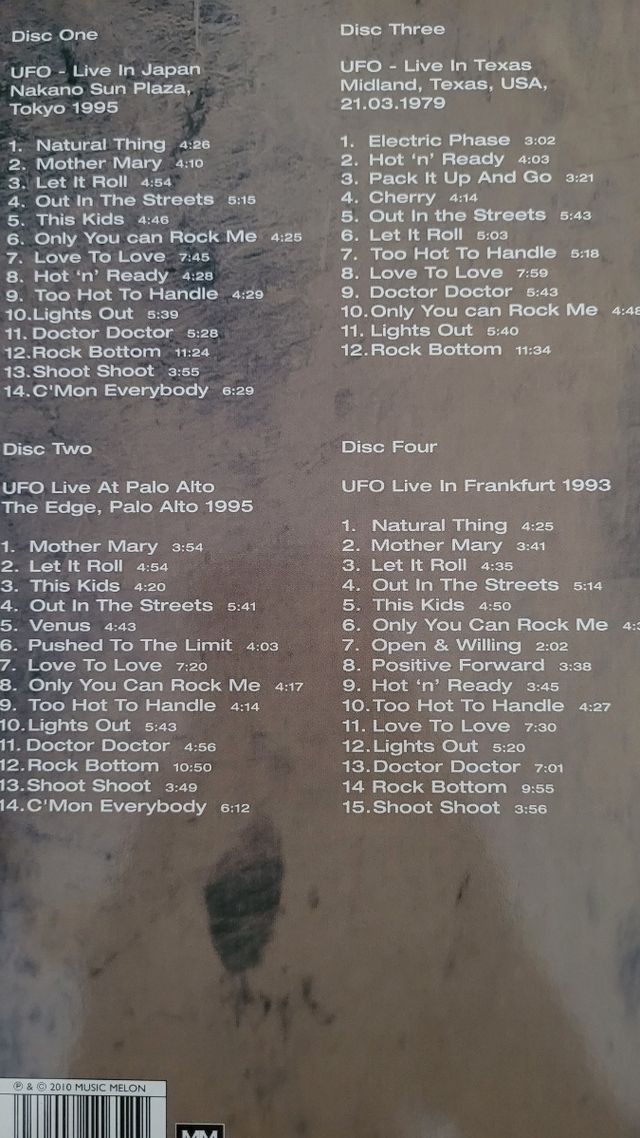 Disc One
UFO - Live In Japan
Nakano Sun Plaza,
Tokyo 1995
1. Natural Thing 4:26
2. Mother Mary 4:10
3. Let It Roll 4:54
4. Out In The Streets 5:15
5. This Kids 4:46
6. Only You can Rock Me 4:25
7. Love To Love 7:45
8. Hot ‘n’ Ready 4:28
9. Too Hot To Handle 4:29
10.Lights Out 5:39
11. Doctor Doctor 5:28
12.Rock Bottom 11:24
13.Shoot Shoot 3:55
14.C'Mon Everybody 6:29
Disc Two
UFO Live At Palo Alto
The Edge, Palo Alto 1995
1. Mother Mary 3:54
2. Let It Roll 4:54
3. This Kids 4:20
4. Out In The Streets 5:41
5. Venus 4:43
6. Pushed To The Limit 4:03
7. Love To Love 7:20
8. Only You Can Rock Me 4:17
9. Too Hot To Handle 4:14
10.Lights Out 5:43
11. Doctor Doctor 4:56
12.Rock Bottom 10:50
13.Shoot Shoot 3:49
14.C'Mon Everybody 6:12
Disc Three
UFO - Live In Texas
Midland, Texas, USA,
21.03.1979
1. Electric Phase 3:02
2. Hot ‘n’ Ready 4:03
3. Pack It Up And Go 3:21
4. Cherry 4:14
5. Out In the Streets 5:43
6. Let It Roll 5:03
7. Too Hot To Handle 5:18
8. Love To Love 7:59
9. Doctor Doctor 5:43
10.Only You can Rock Me 4:48
11. Lights Out 5:40
12.Rock Bottom 11:34
Disc Four
UFO Live In Frankfurt 1993
1. Natural Thing 4:25
2. Mother Mary 3:41
3. Let It Roll 4:35
4. Out In The Streets 5:14
5. This Kids 4:50
6. Only You Can Rock Me
7. Open & Willing 2:02
8. Positive Forward 3:38
9. Hot ‘n’ Ready 3:45
10.Too Hot To Handle 4:27
11. Love To Love 7:30
12.Lights Out 5:20
13.Doctor Doctor 7:01
14 Rock Bottom 9:55
15.Shoot Shoot 3:56
℗ & © 2010 MUSIC MELON
MM